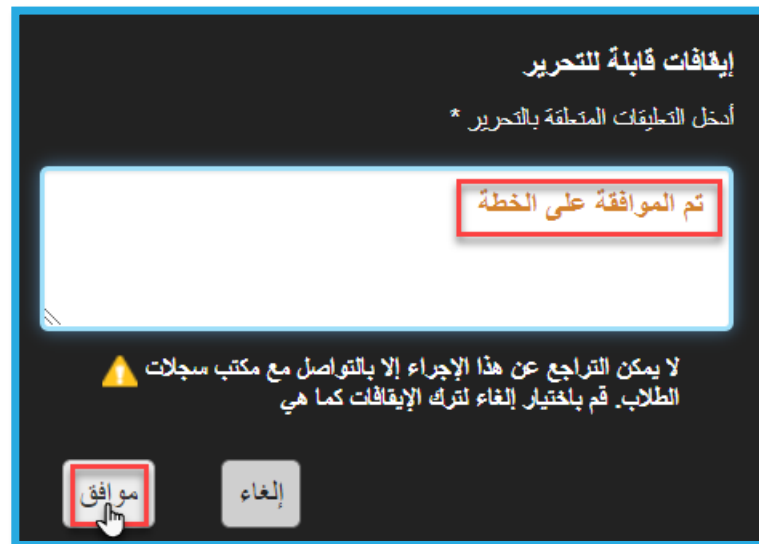 إيقافات قابلة للتحرير
أدخل التعليقات المتعلقة بالتحرير *
تم الموافقة على الخطة
لا يمكن التراجع عن هذا الإجراء إلا بالتواصل مع مكتب سجلات
الطلاب. قم باختيار إلغاء لترك الإيقافات كما هي
إلغاء
موافق